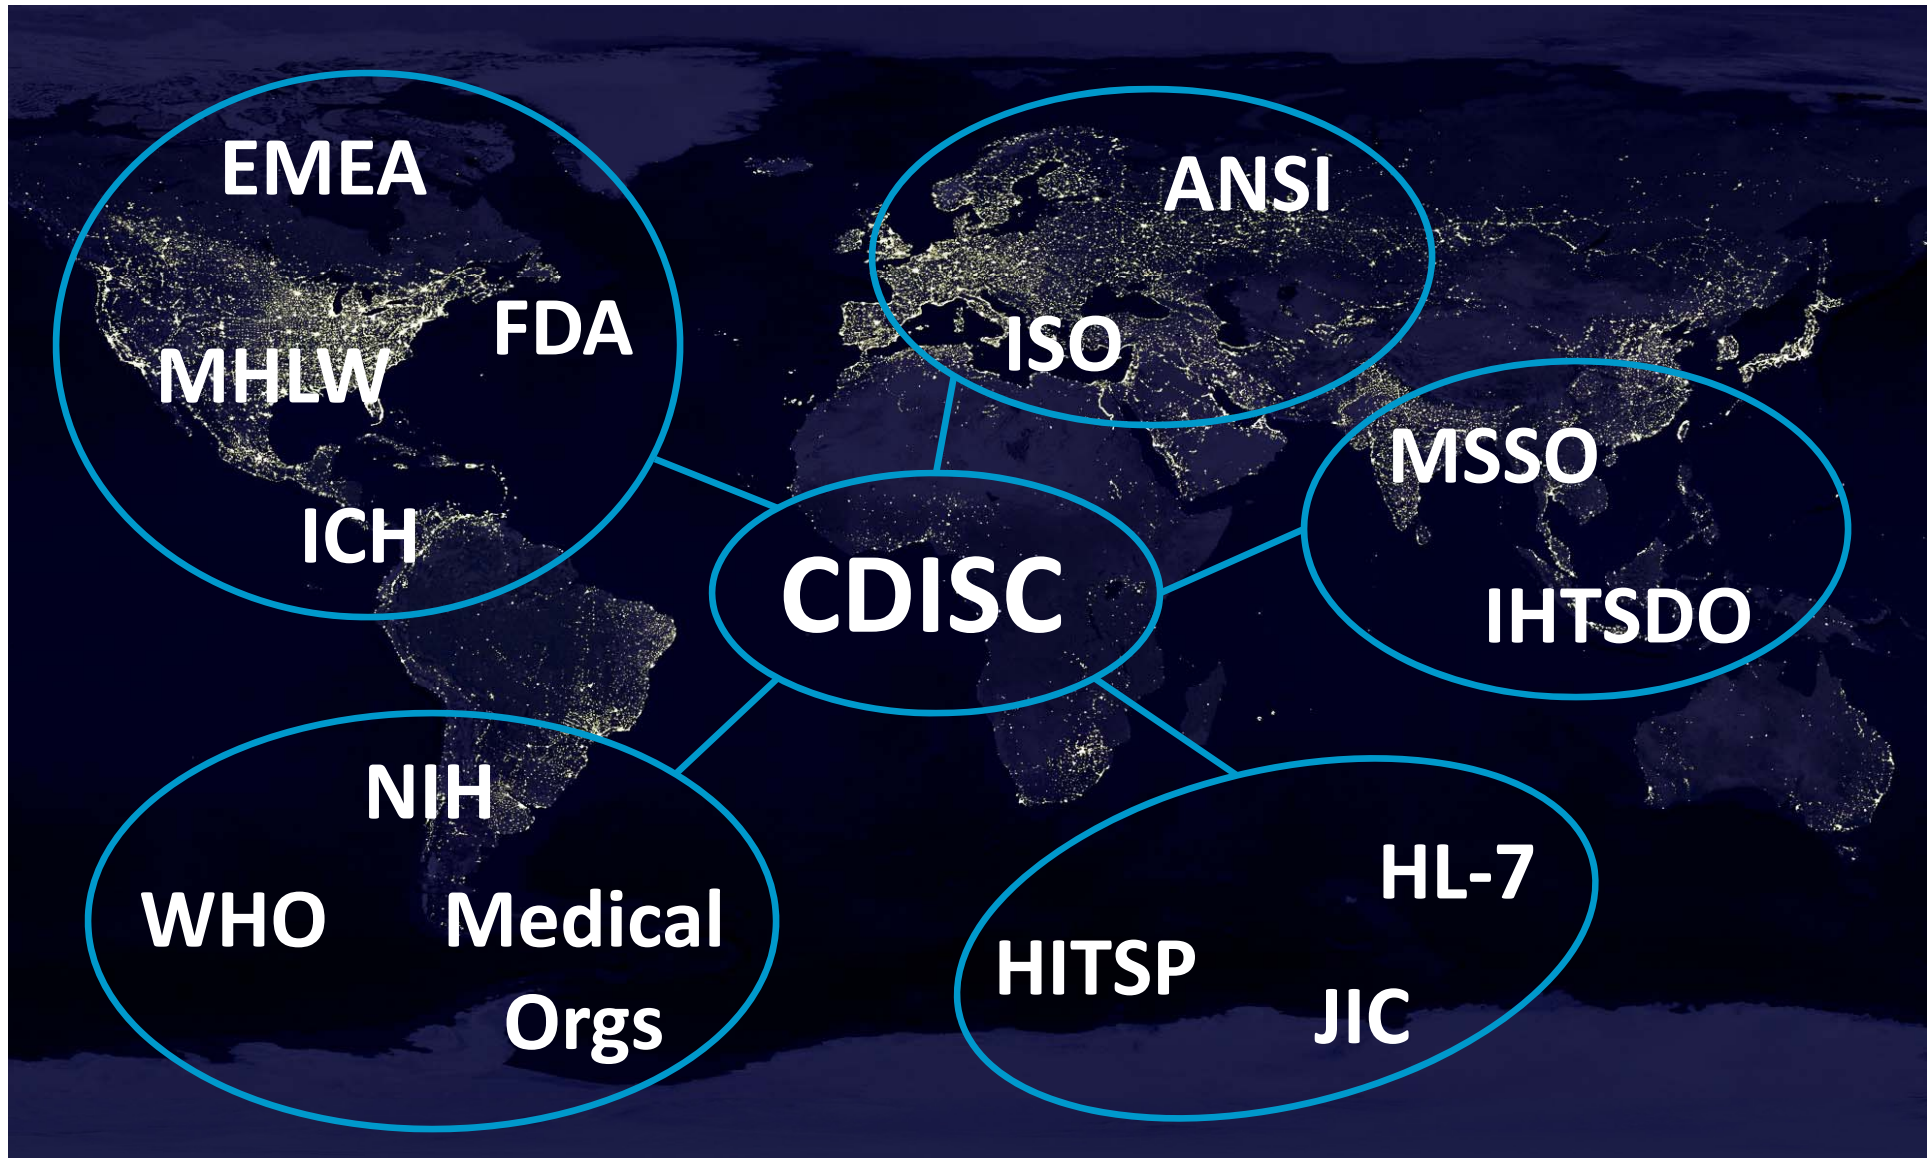 EMEA
FDA
MHLW
ICH
ANSI
ISO
MSSO
IHTSDO
CDISC
NIH
WHO
Medical
Orgs
HL-7
HITSP
JIC